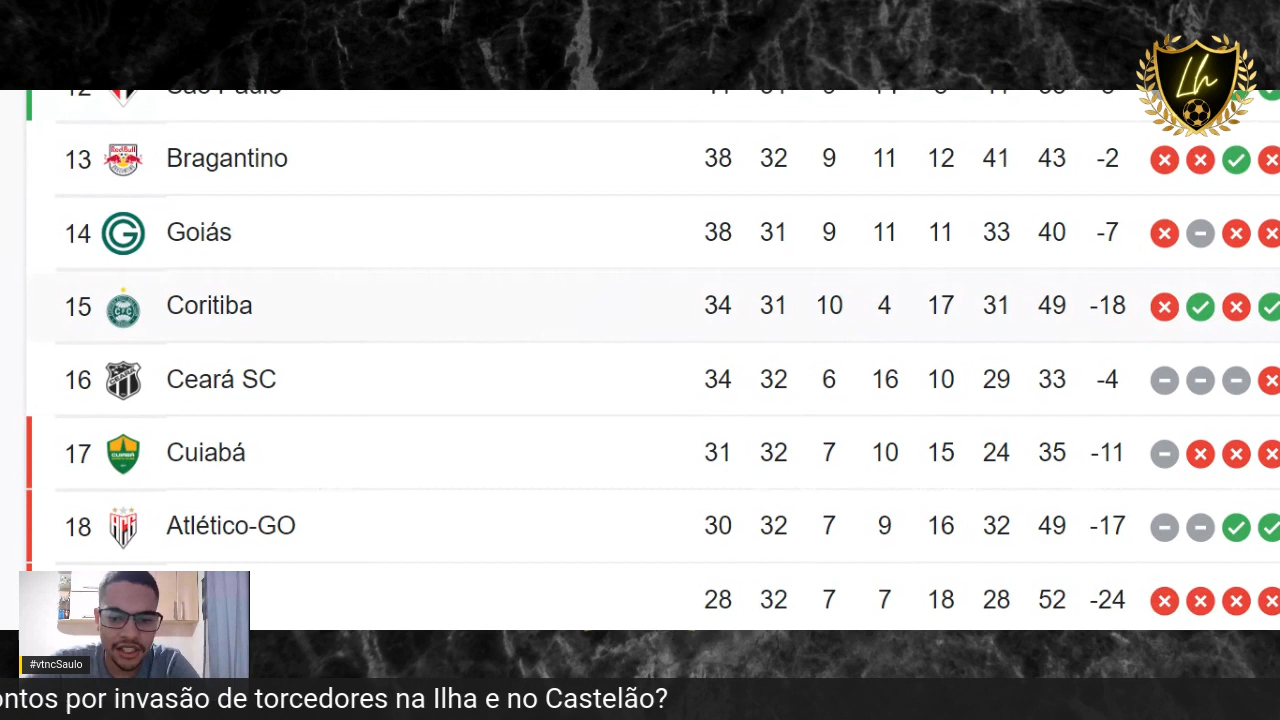 12 São Paulo
Lh
13 Bragantino 38 32 9 11 12 41 43 -2
14 Goiás 38 31 9 11 11 33 40 -7
15 Coritiba 34 31 10 4 17 31 49 -18
16 Ceará SC 34 32 6 16 10 29 33 -4
17 Cuiabá 31 32 7 10 15 24 35 -11
18 Atlético-GO 30 32 7 9 16 32 49 -17
28 32 7 7 18 28 52 -24
#vtncSaulo
ontos por invasão de torcedores na Ilha e no Castelão?